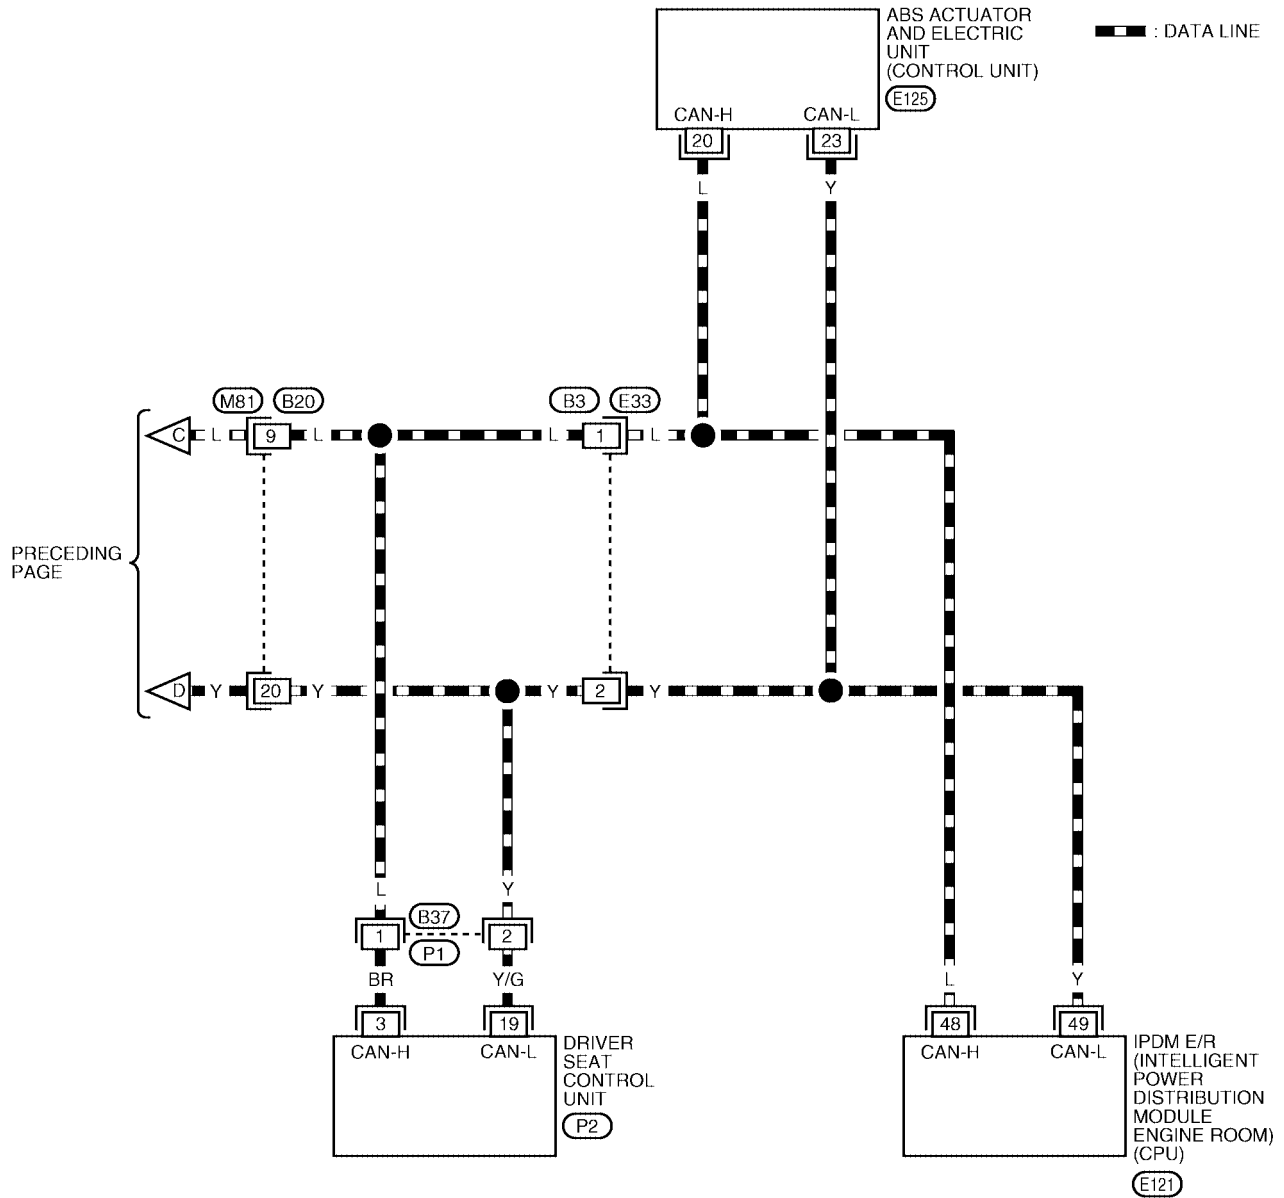 ABS ACTUATOR
AND ELECTRIC
UNIT
(CONTROL UNIT)
E125
: DATA LINE
CAN-H CAN-L
20 23
L Y
M81 B20 B3 E33
C L 9 L L 1 L
PRECEDING
PAGE
D Y 20 Y Y 2 Y
L Y
B37
1 2
P1
BR Y/G
L Y
3 19
48 49
CAN-H CAN-L
DRIVER
SEAT
CONTROL
UNIT
P2
CAN-H CAN-L
IPDM E/R
(INTELLIGENT
POWER
DISTRIBUTION
MODULE
ENGINE ROOM)
(CPU)
E121